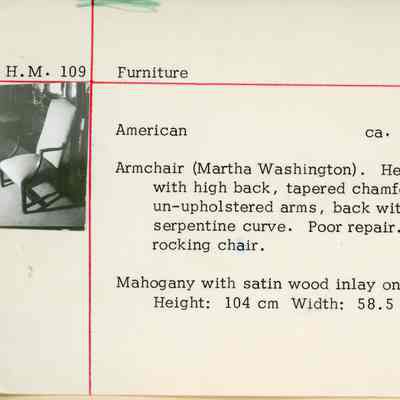 H.M. 109 Furniture
American ca.
Armchair (Martha Washington). He
with high back, tapered chamf
un-upholstered arms, back wit
serpentine curve. Poor repair.
rocking chair.
Mahogany with satin wood inlay on
Height: 104 cm Width: 58.5